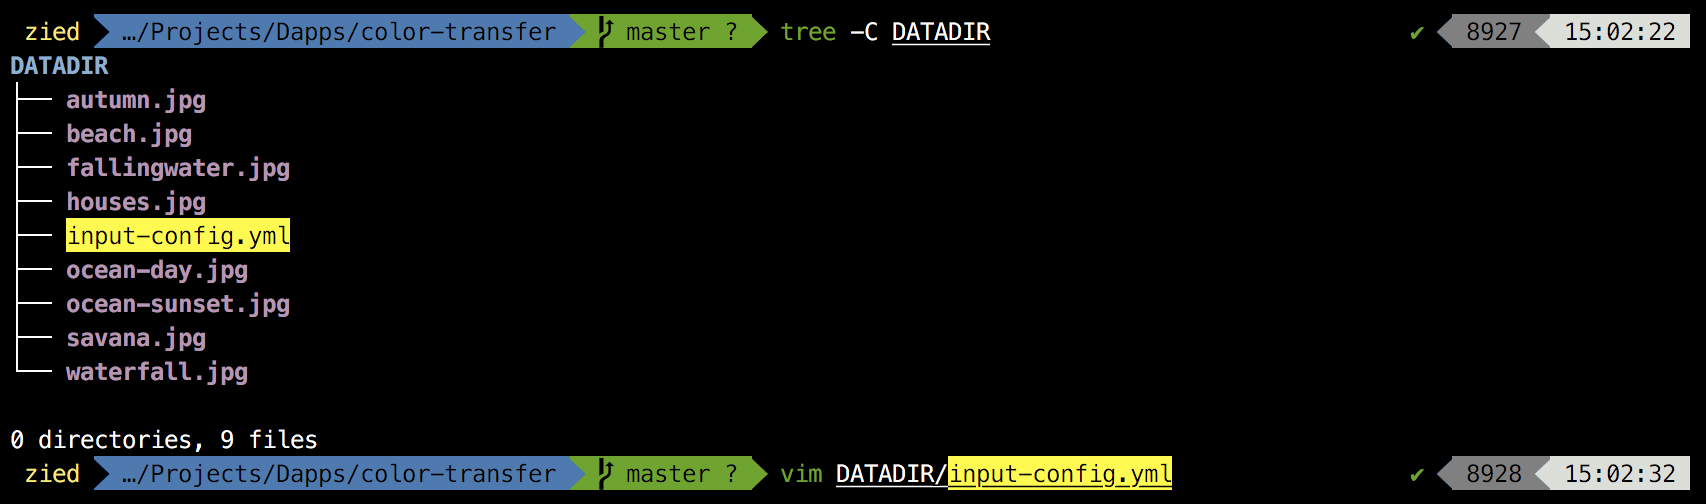 zied …/Projects/Dapps/color-transfer master ? tree -C DATADIR ✔ 8927 15:02:22
DATADIR
├── autumn.jpg
├── beach.jpg
├── fallingwater.jpg
├── houses.jpg
├── input-config.yml
├── ocean-day.jpg
├── ocean-sunset.jpg
├── savana.jpg
└── waterfall.jpg
0 directories, 9 files
zied …/Projects/Dapps/color-transfer master ? vim DATADIR/input-config.yml ✔ 8928 15:02:32